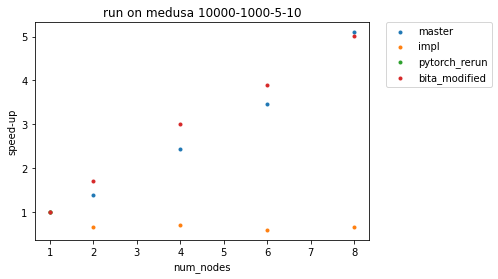 run on medusa 10000-1000-5-10
master
impl
pytorch_rerun
bita_modified
speed-up
5
4
3
2
1
1 2 3 4 5 6 7 8
num_nodes